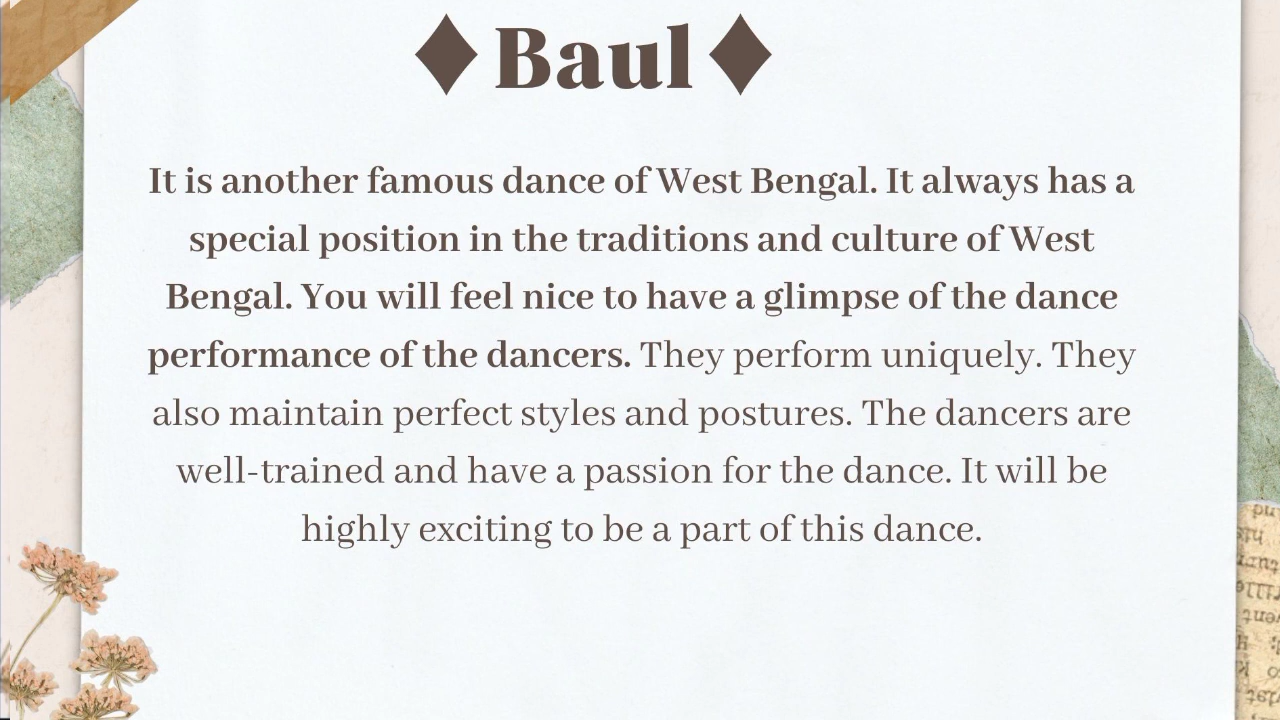 ♦Baul♦
It is another famous dance of West Bengal. It always has a
special position in the traditions and culture of West
Bengal. You will feel nice to have a glimpse of the dance
performance of the dancers. They perform uniquely. They
also maintain perfect styles and postures. The dancers are
well-trained and have a passion for the dance. It will be
highly exciting to be a part of this dance.